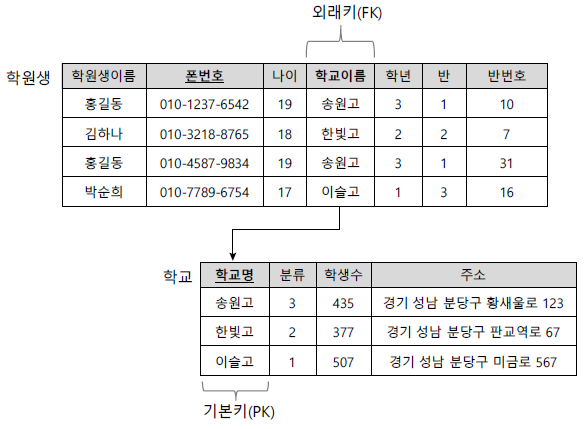 외래키(FK)
학원생
학원생이름 폰번호 나이 학교이름 학년 반 반번호
홍길동 010-1237-6542 19 송원고 3 1 10
김하나 010-3218-8765 18 한빛고 2 2 7
홍길동 010-4587-9834 19 송원고 3 1 31
박순희 010-7789-6754 17 이슬고 1 3 16
학교
학교명 분류 학생수 주소
송원고 3 435 경기 성남 분당구 황새울로 123
한빛고 2 377 경기 성남 분당구 판교역로 67
이슬고 1 507 경기 성남 분당구 미금로 567
기본키(PK)